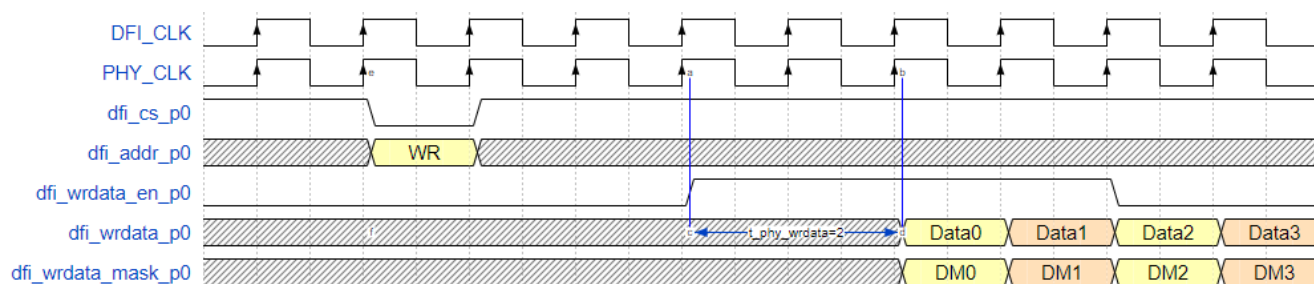 DFI_CLK
PHY_CLK e a b
dfi_cs_p0
dfi_addr_p0 WR
dfi_wrdata_en_p0
dfi_wrdata_p0 f c t_phy_wrdata=2 d Data0 Data1 Data2 Data3
dfi_wrdata_mask_p0 DM0 DM1 DM2 DM3